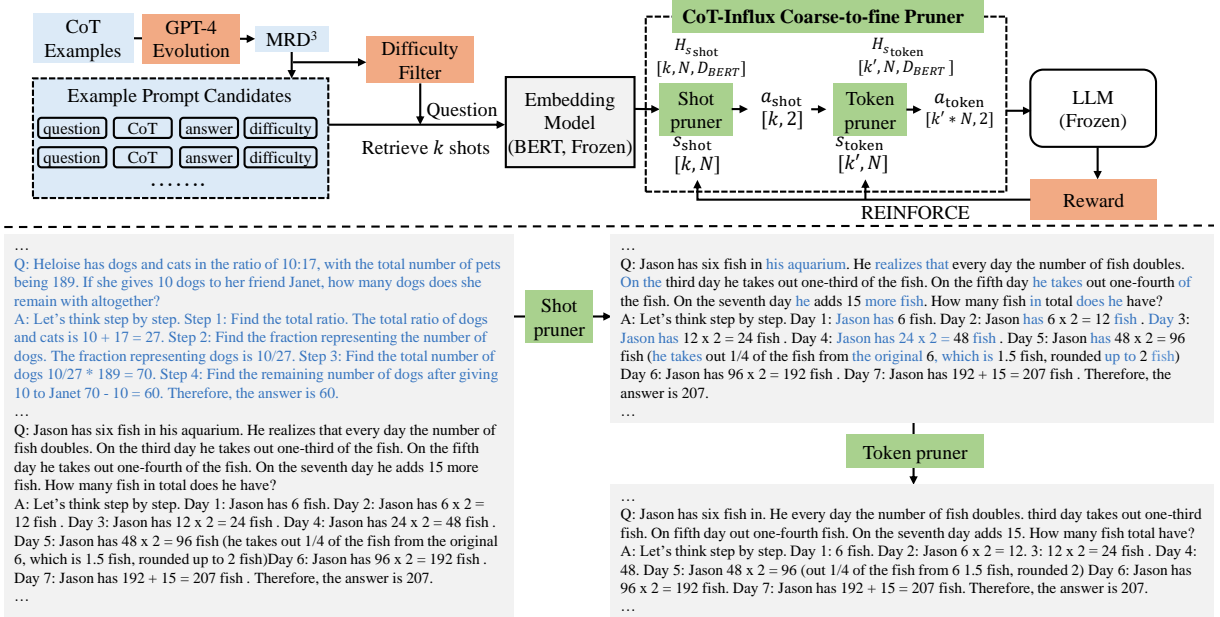 CoT
Examples
GPT-4
Evolution
MRD³
Difficulty
Filter
Example Prompt Candidates
question CoT answer difficulty
question CoT answer difficulty
.......
Question
Retrieve k shots
Embedding
Model
(BERT, Frozen)
CoT-Influx Coarse-to-fine Pruner
H_{s_shot}
[k, N, D_{BERT}]
Shot
pruner
s_shot
[k, N]
a_shot
[k, 2]
H_{s_token}
[k′, N, D_{BERT}]
Token
pruner
s_token
[k′, N]
a_token
[k′ * N, 2]
LLM
(Frozen)
Reward
REINFORCE
…
Q: Heloise has dogs and cats in the ratio of 10:17, with the total number of pets
being 189. If she gives 10 dogs to her friend Janet, how many dogs does she
remain with altogether?
A: Let’s think step by step. Step 1: Find the total ratio. The total ratio of dogs
and cats is 10 + 17 = 27. Step 2: Find the fraction representing the number of
dogs. The fraction representing dogs is 10/27. Step 3: Find the total number of
dogs 10/27 * 189 = 70. Step 4: Find the remaining number of dogs after giving
10 to Janet 70 - 10 = 60. Therefore, the answer is 60.
…
Q: Jason has six fish in his aquarium. He realizes that every day the number of
fish doubles. On the third day he takes out one-third of the fish. On the fifth
day he takes out one-fourth of the fish. On the seventh day he adds 15 more
fish. How many fish in total does he have?
A: Let’s think step by step. Day 1: Jason has 6 fish. Day 2: Jason has 6 x 2 =
12 fish . Day 3: Jason has 12 x 2 = 24 fish . Day 4: Jason has 24 x 2 = 48 fish .
Day 5: Jason has 48 x 2 = 96 fish (he takes out 1/4 of the fish from the original
6, which is 1.5 fish, rounded up to 2 fish)Day 6: Jason has 96 x 2 = 192 fish .
Day 7: Jason has 192 + 15 = 207 fish . Therefore, the answer is 207.
…
Shot
pruner
…
Q: Jason has six fish in his aquarium. He realizes that every day the number of fish doubles.
On the third day he takes out one-third of the fish. On the fifth day he takes out one-fourth of
the fish. On the seventh day he adds 15 more fish. How many fish in total does he have?
A: Let’s think step by step. Day 1: Jason has 6 fish. Day 2: Jason has 6 x 2 = 12 fish . Day 3:
Jason has 12 x 2 = 24 fish . Day 4: Jason has 24 x 2 = 48 fish . Day 5: Jason has 48 x 2 = 96
fish (he takes out 1/4 of the fish from the original 6, which is 1.5 fish, rounded up to 2 fish)
Day 6: Jason has 96 x 2 = 192 fish . Day 7: Jason has 192 + 15 = 207 fish . Therefore, the
answer is 207.
…
Token pruner
…
Q: Jason has six fish in. He every day the number of fish doubles. third day takes out one-third
fish. On fifth day out one-fourth fish. On the seventh day adds 15. How many fish total have?
A: Let’s think step by step. Day 1: 6 fish. Day 2: Jason 6 x 2 = 12. 3: 12 x 2 = 24 fish . Day 4:
48. Day 5: Jason 48 x 2 = 96 (out 1/4 of the fish from 6 1.5 fish, rounded 2) Day 6: Jason has
96 x 2 = 192 fish. Day 7: Jason has 192 + 15 = 207 fish. Therefore, the answer is 207.
…